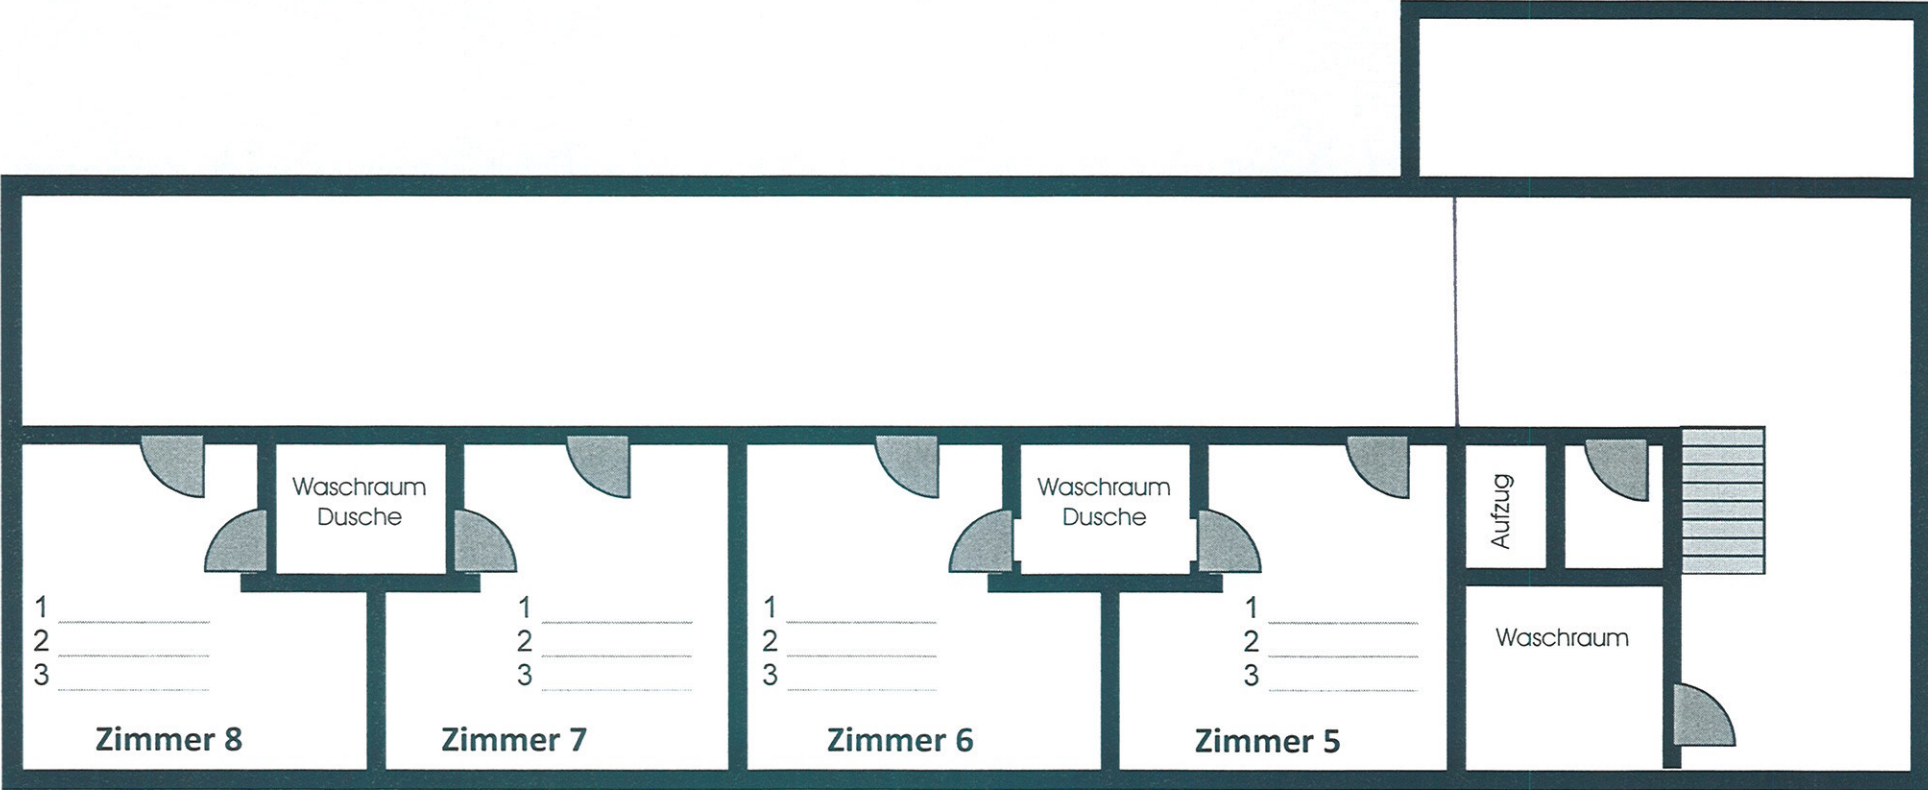 Waschraum
Dusche
Waschraum
Dusche
Aufzug
1
2
3
Zimmer 8
1
2
3
Zimmer 7
1
2
3
Zimmer 6
1
2
3
Zimmer 5
Waschraum